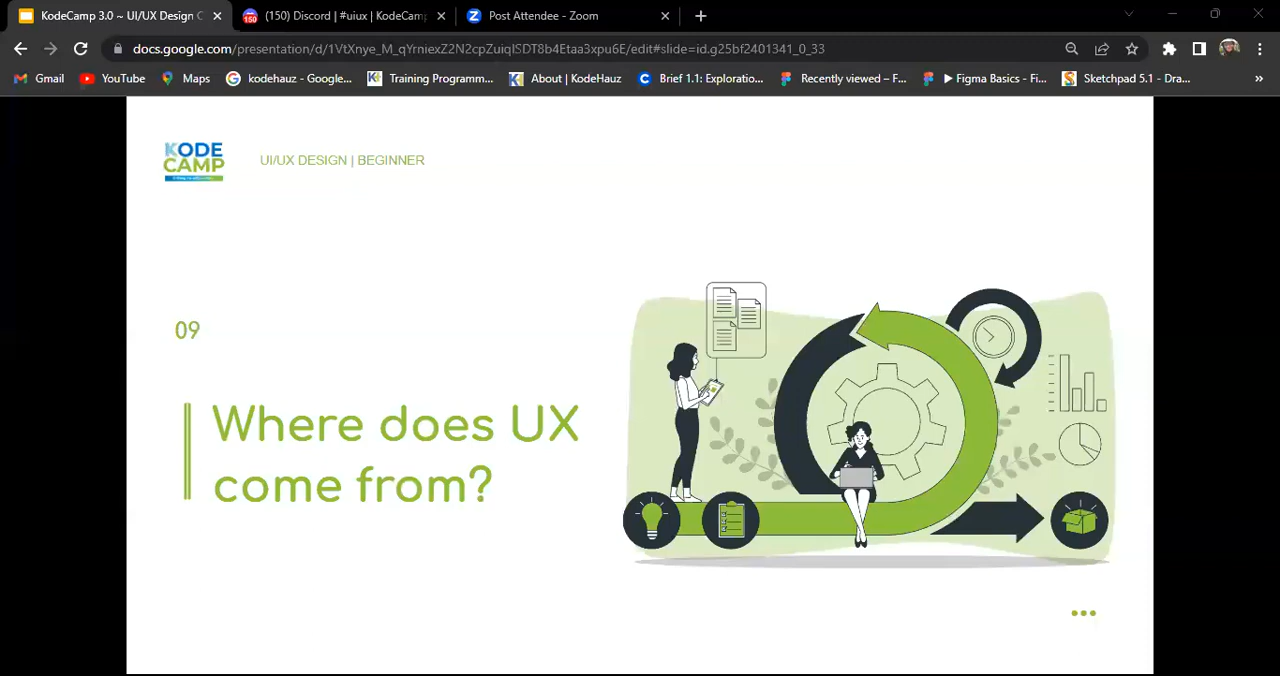 KodeCamp 3.0 ~ UI/UX Design C
(150) Discord | #uiux | KodeCamp
Post Attendee - Zoom
docs.google.com/presentation/d/1VtXnye_M_qYrniexZ2N2cpZuiqISDT8b4Etaa3xpu6E/edit#slide=id.g25bf2401341_0_33
Gmail
YouTube
Maps
kodehauz - Google...
Training Programm...
About | KodeHauz
Brief 1.1: Exploratio...
Recently viewed – F...
▶ Figma Basics - Fi...
Sketchpad 5.1 - Dra...
KODE
CAMP
UI/UX DESIGN | BEGINNER
09
Where does UX
come from?